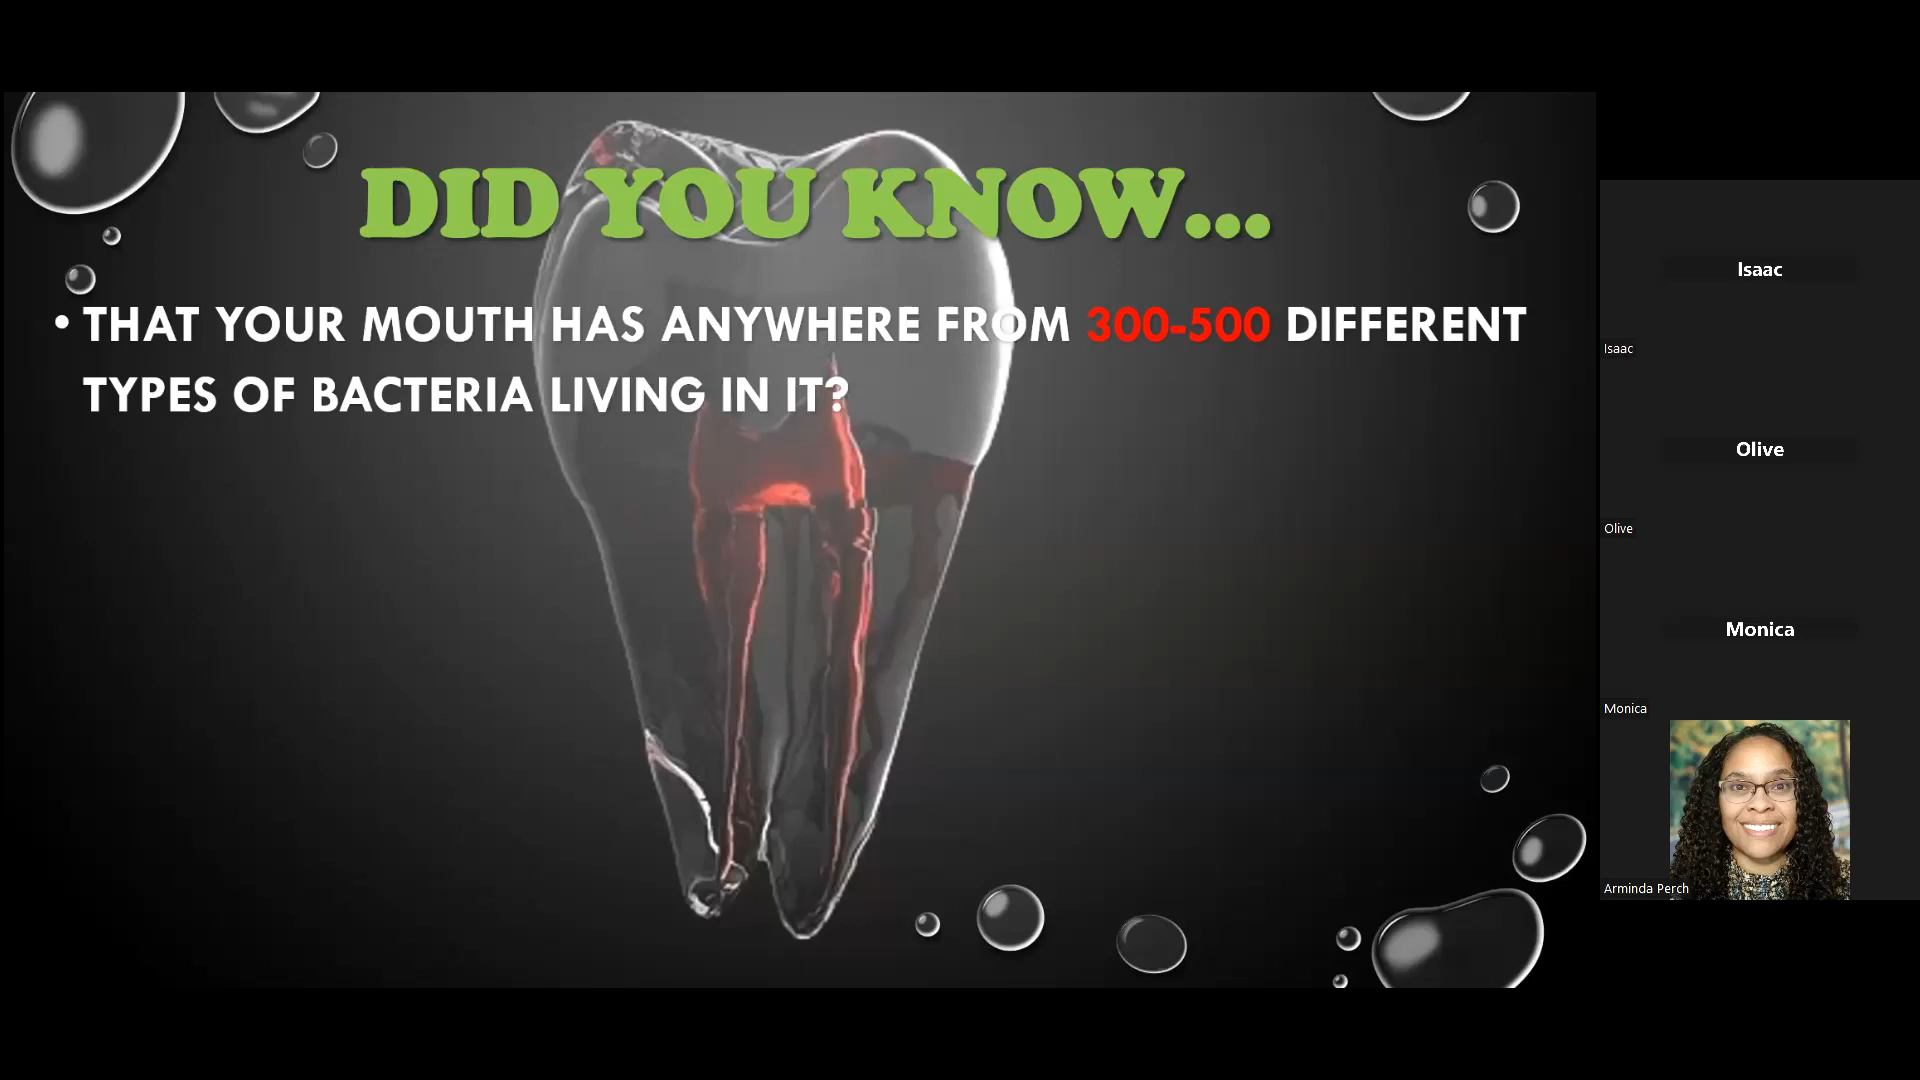 DID YOU KNOW...
• THAT YOUR MOUTH HAS ANYWHERE FROM 300-500 DIFFERENT
TYPES OF BACTERIA LIVING IN IT?
Isaac
Isaac
Olive
Olive
Monica
Monica
Arminda Perch